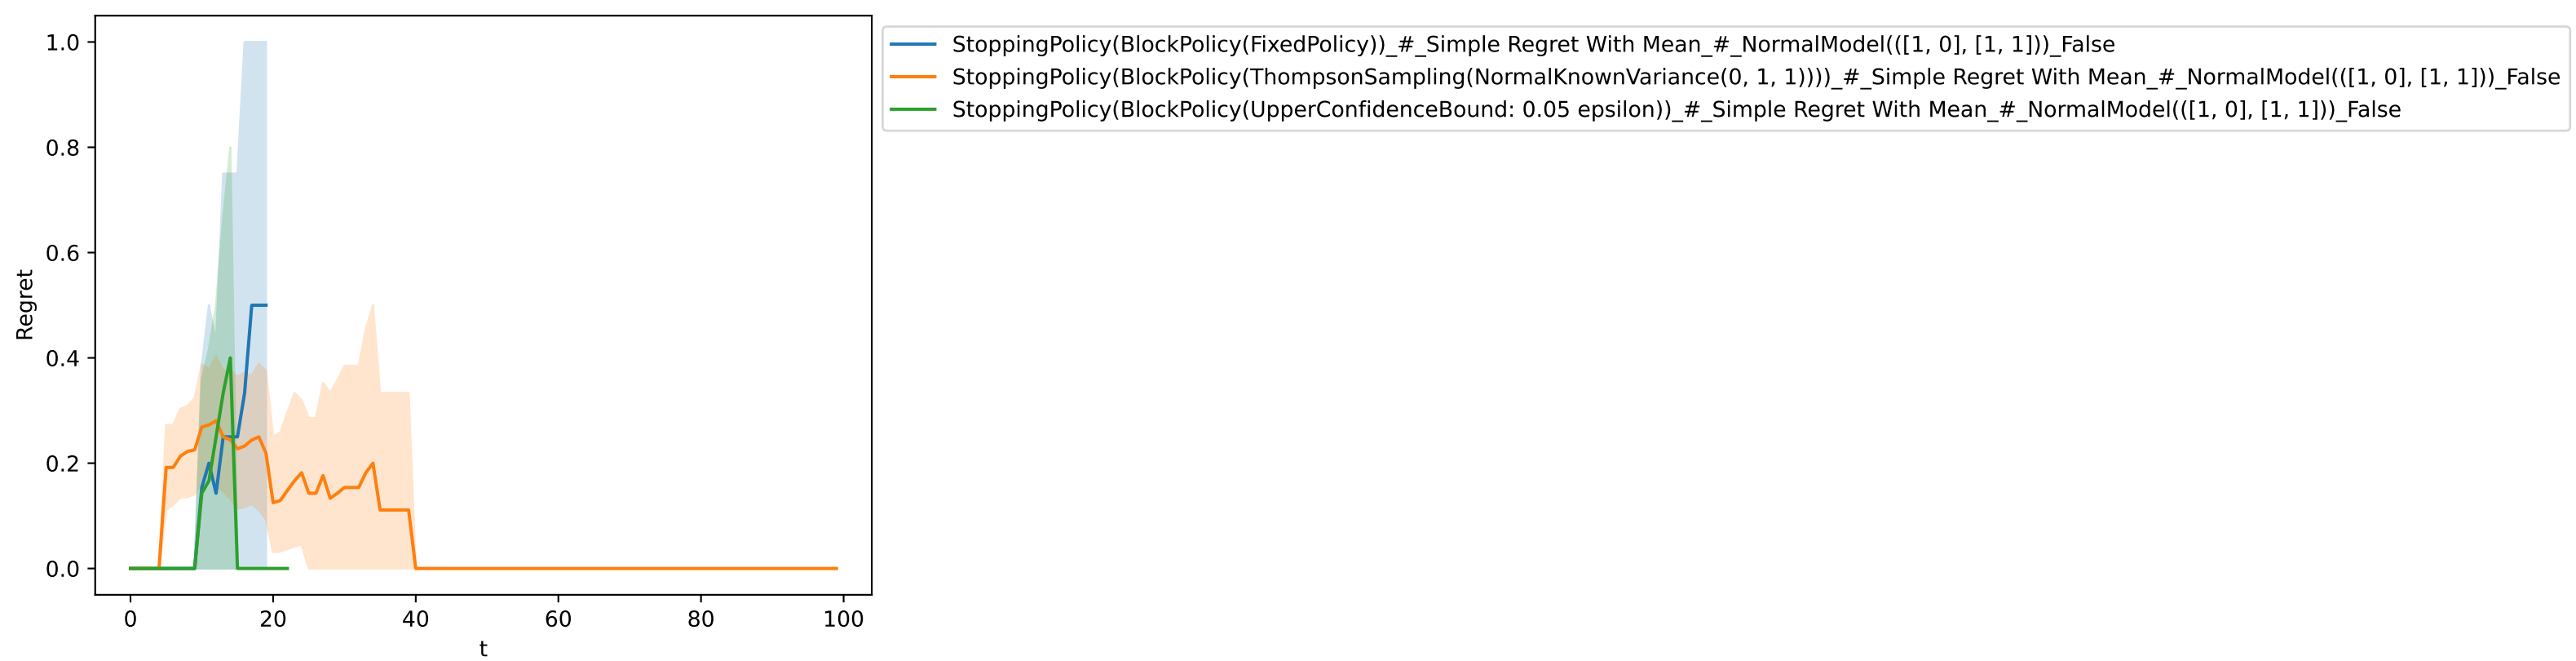 1.0
0.8
0.6
0.4
0.2
0.0
Regret
0 20 40 60 80 100
t
StoppingPolicy(BlockPolicy(FixedPolicy))_#_Simple Regret With Mean_#_NormalModel(([1, 0], [1, 1]))_False
StoppingPolicy(BlockPolicy(ThompsonSampling(NormalKnownVariance(0, 1, 1))))_#_Simple Regret With Mean_#_NormalModel(([1, 0], [1, 1]))_False
StoppingPolicy(BlockPolicy(UpperConfidenceBound: 0.05 epsilon))_#_Simple Regret With Mean_#_NormalModel(([1, 0], [1, 1]))_False